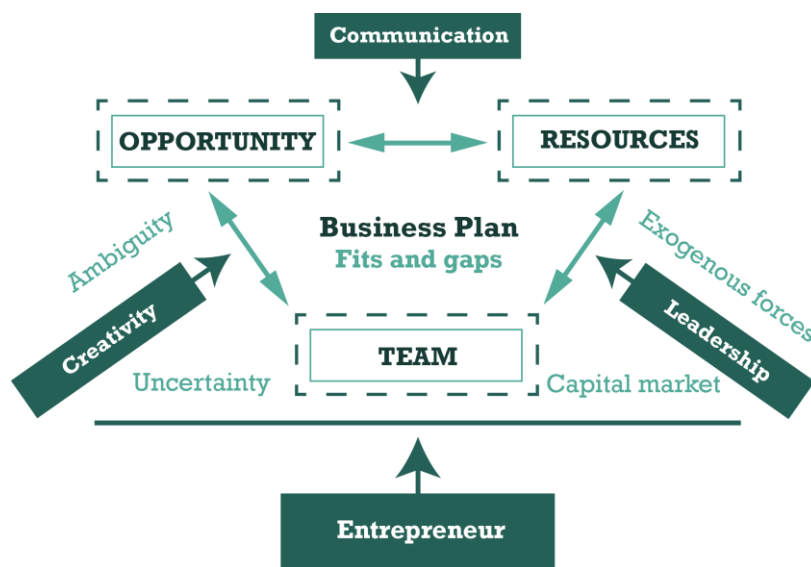 Communication
OPPORTUNITY
RESOURCES
Business Plan
Fits and gaps
Ambiguity
Exogenous forces
Creativity
Leadership
TEAM
Uncertainty
Capital market
Entrepreneur